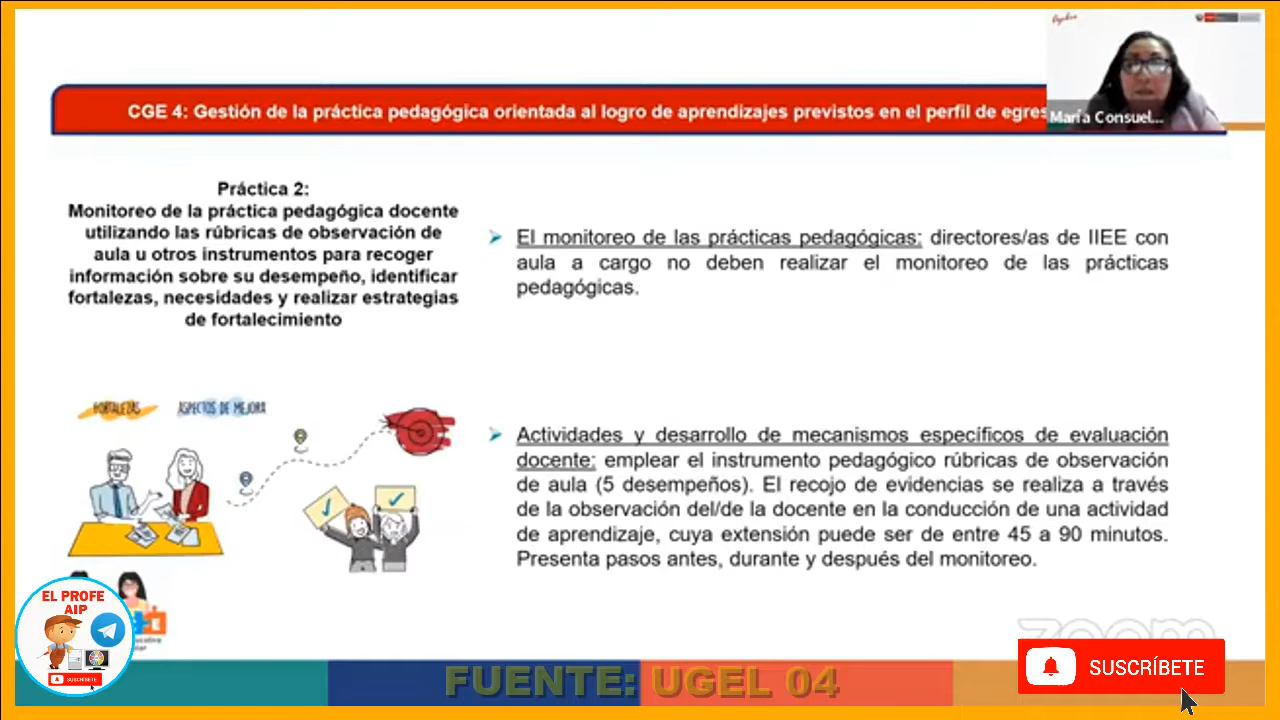 CGE 4: Gestión de la práctica pedagógica orientada al logro de aprendizajes previstos en el perfil de egres
María Consuel...
Práctica 2:
Monitoreo de la práctica pedagógica docente
utilizando las rúbricas de observación de
aula u otros instrumentos para recoger
información sobre su desempeño, identificar
fortalezas, necesidades y realizar estrategias
de fortalecimiento
El monitoreo de las prácticas pedagógicas: directores/as de IIEE con
aula a cargo no deben realizar el monitoreo de las prácticas
pedagógicas.
FORTALEZAS
ASPECTOS DE MEJORA
Actividades y desarrollo de mecanismos específicos de evaluación
docente: emplear el instrumento pedagógico rúbricas de observación
de aula (5 desempeños). El recojo de evidencias se realiza a través
de la observación del/de la docente en la conducción de una actividad
de aprendizaje, cuya extensión puede ser de entre 45 a 90 minutos.
Presenta pasos antes, durante y después del monitoreo.
EL PROFE
AIP
SUSCRÍBETE
zoom
FUENTE: UGEL 04
SUSCRÍBETE